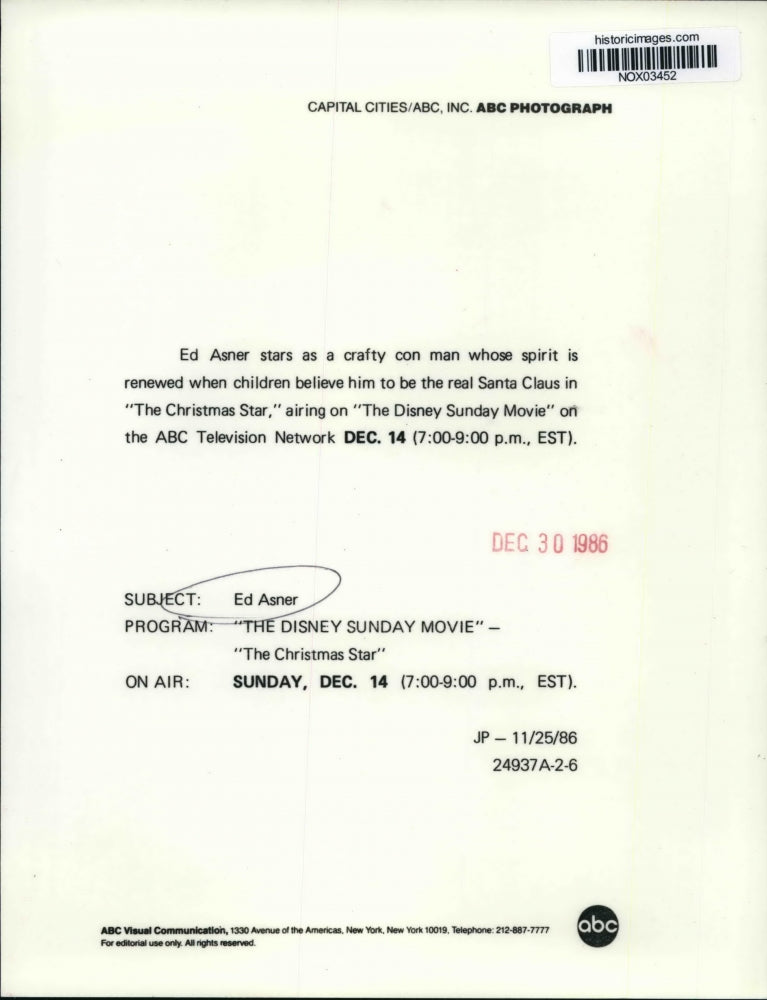 historicimages.com
NOX03452
CAPITAL CITIES/ABC, INC. ABC PHOTOGRAPH
Ed Asner stars as a crafty con man whose spirit is
renewed when children believe him to be the real Santa Claus in
"The Christmas Star," airing on "The Disney Sunday Movie" on
the ABC Television Network DEC. 14 (7:00-9:00 p.m., EST).
DEC 30 1986
SUBJECT: Ed Asner
PROGRAM: "THE DISNEY SUNDAY MOVIE" –
"The Christmas Star"
ON AIR: SUNDAY, DEC. 14 (7:00-9:00 p.m., EST).
JP – 11/25/86
24937A-2-6
ABC Visual Communication, 1330 Avenue of the Americas, New York, New York 10019, Telephone: 212-887-7777
For editorial use only. All rights reserved.
abc